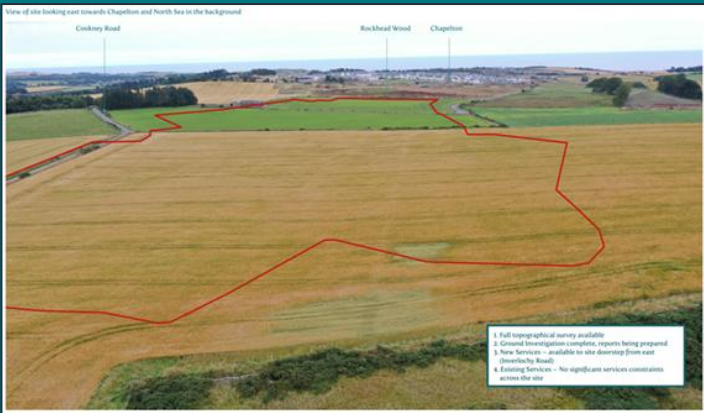 View of site looking east towards Chapelton and North Sea in the background
Cookney Road
Rockhead Wood
Chapelton
1. Full topographical survey available
2. Ground Investigation complete, reports being prepared
3. New Services – available to site doorstep from east
(Inverlochy Road)
4. Existing Services – No significant services constraints
across the site